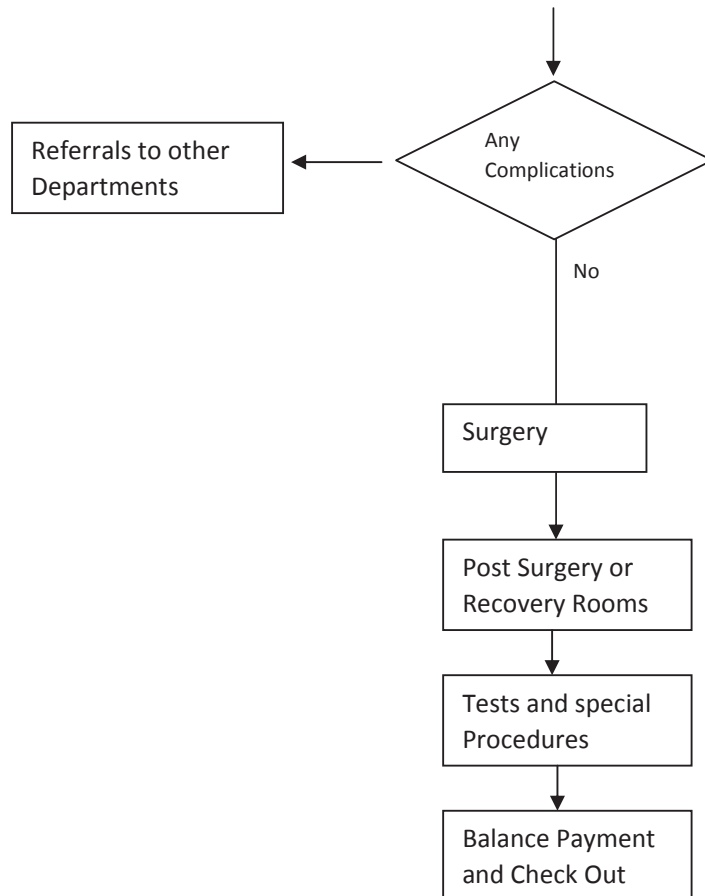 Any
Complications
Referrals to other
Departments
No
Surgery
Post Surgery or
Recovery Rooms
Tests and special
Procedures
Balance Payment
and Check Out